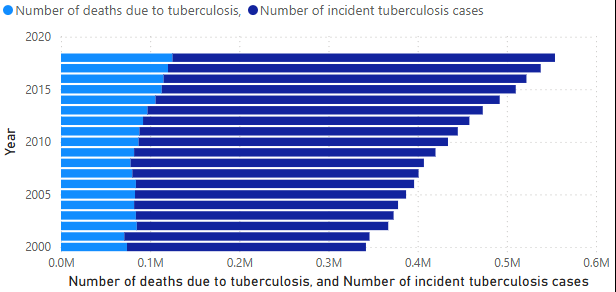 Number of deaths due to tuberculosis, Number of incident tuberculosis cases
2020
2015
2010
2005
2000
Year
0.0M 0.1M 0.2M 0.3M 0.4M 0.5M 0.6M
Number of deaths due to tuberculosis, and Number of incident tuberculosis cases